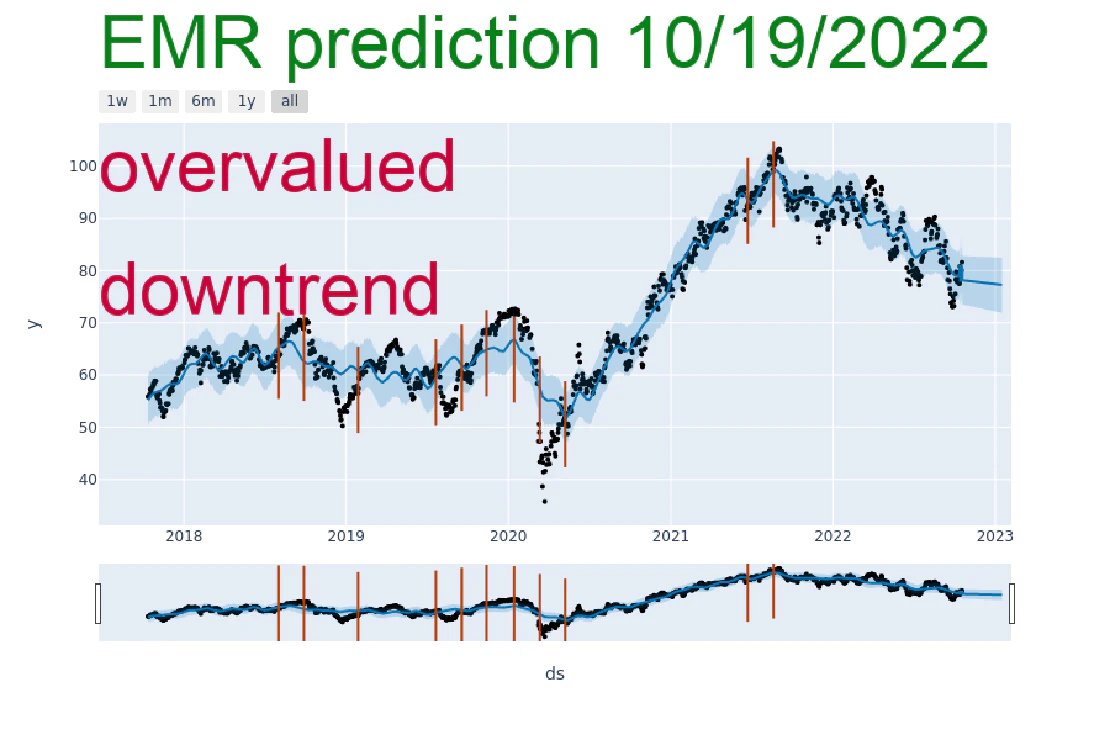 EMR prediction 10/19/2022
1w 1m 6m 1y all
overvalued
downtrend
100
90
80
70
60
50
40
y
2018 2019 2020 2021 2022 2023
ds